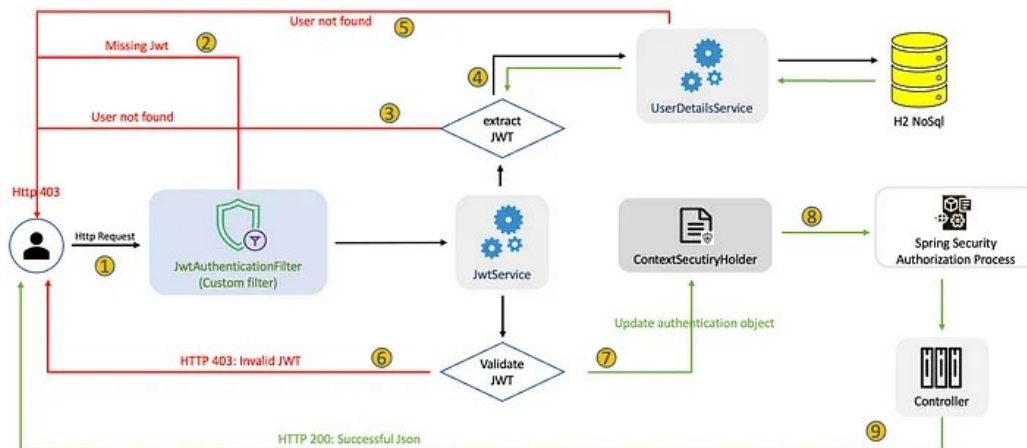 User not found
5
Missing Jwt
2
4
UserDetailsService
H2 NoSql
User not found
3
extract
JWT
Http 403
Http Request
1
JwtAuthenticationFilter
(Custom filter)
JwtService
ContextSecutiryHolder
8
Spring Security
Authorization Process
Update authentication object
HTTP 403: Invalid JWT
6
Validate
JWT
7
Controller
HTTP 200: Successful Json
9